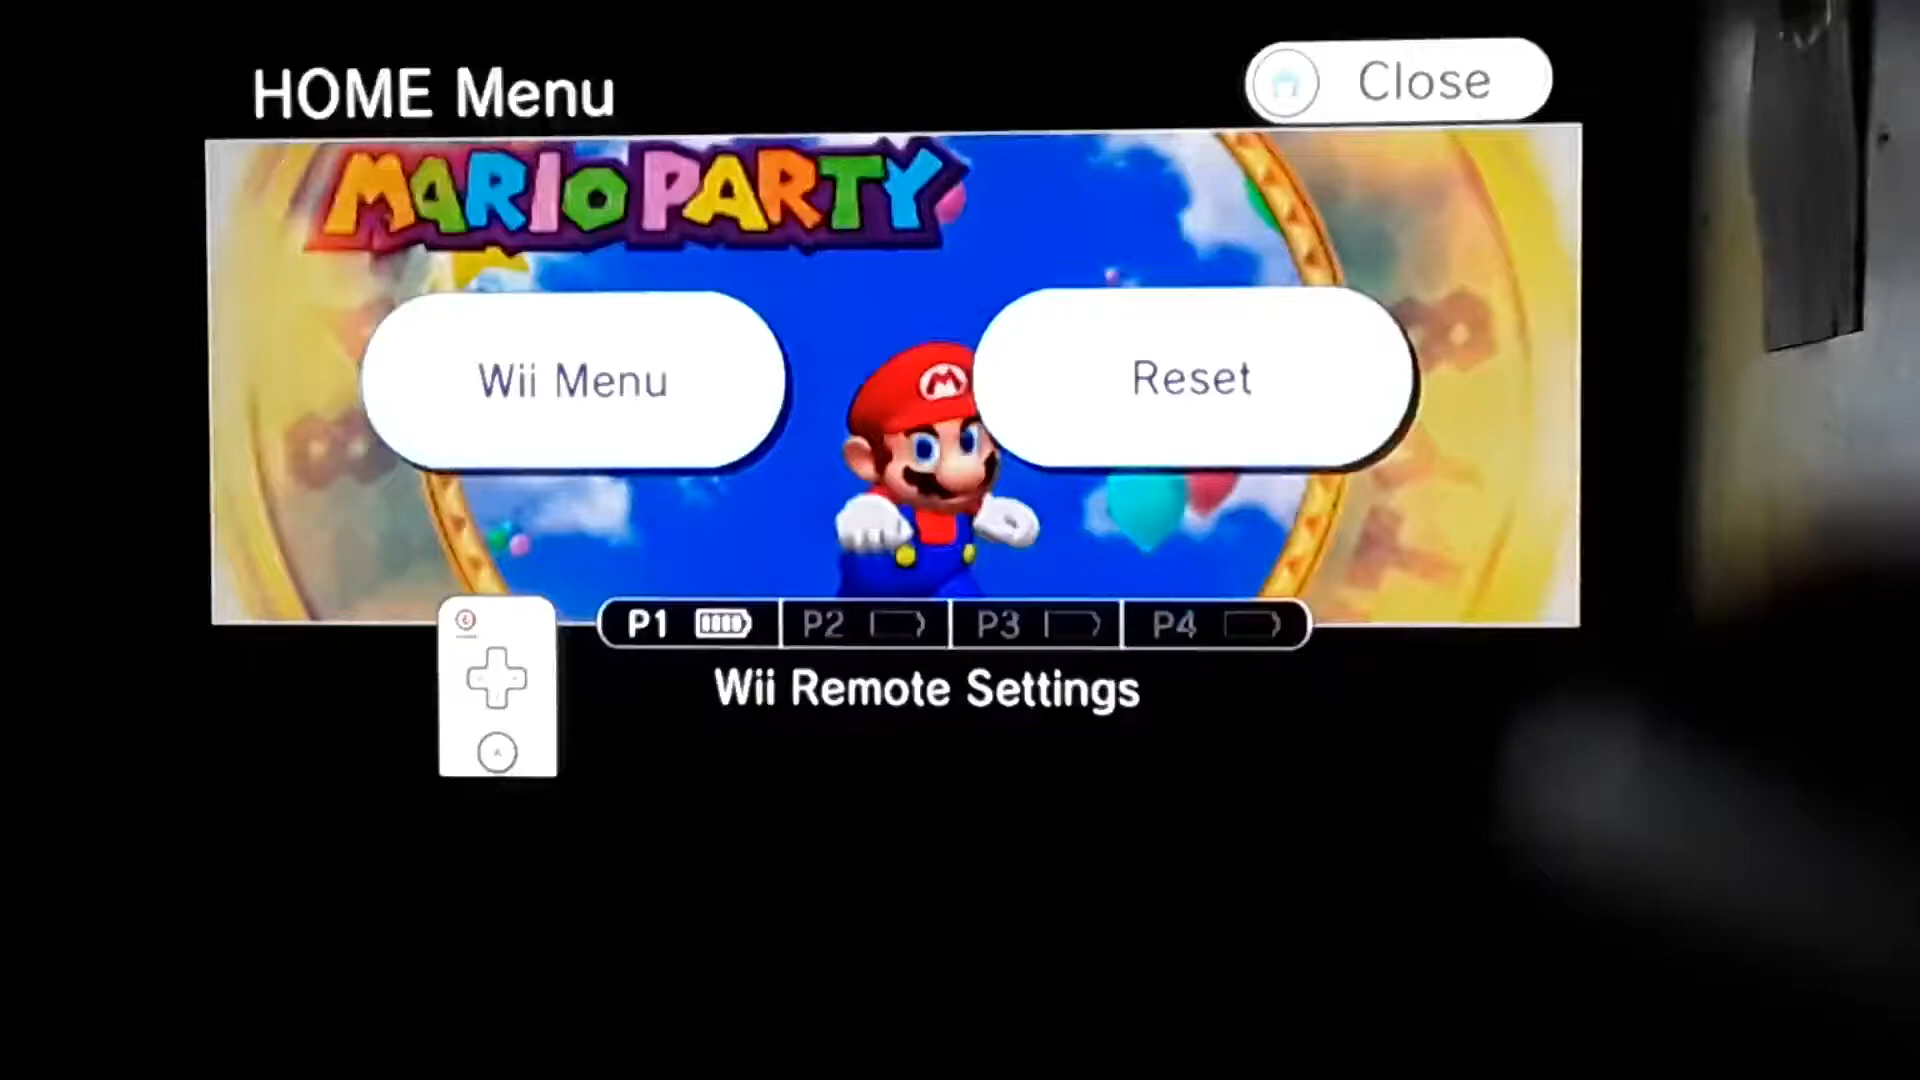 HOME Menu
Close
MARIO PARTY
Wii Menu
Reset
M
P1 P2 P3 P4
Wii Remote Settings
A